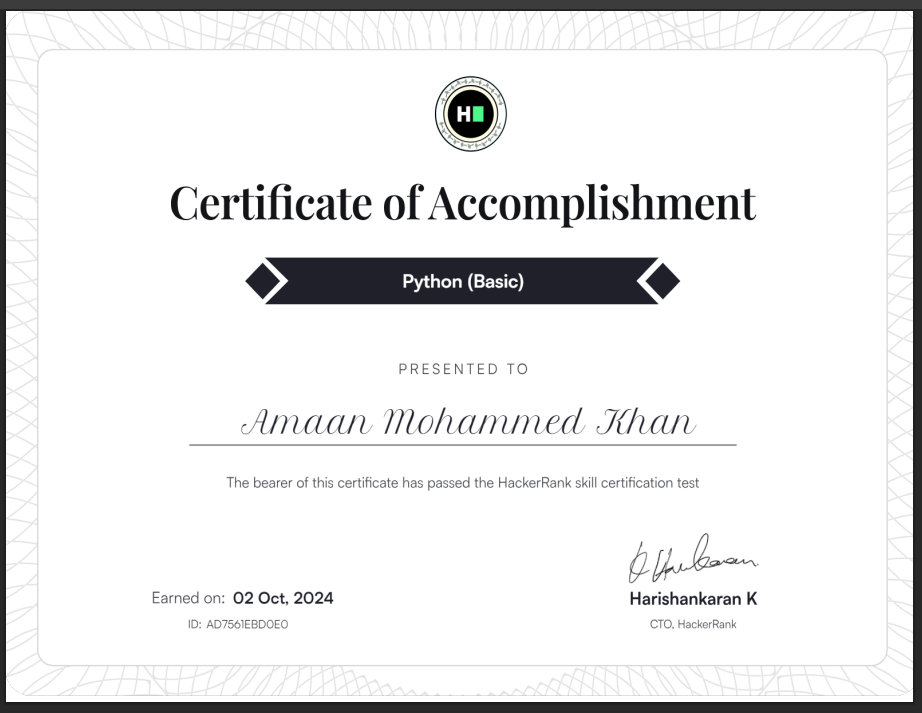 H
Certificate of Accomplishment
Python (Basic)
PRESENTED TO
Amaan Mohammed Khan
The bearer of this certificate has passed the HackerRank skill certification test
Earned on: 02 Oct, 2024
ID: AD7561EBD0E0
Harishankaran K
CTO, HackerRank